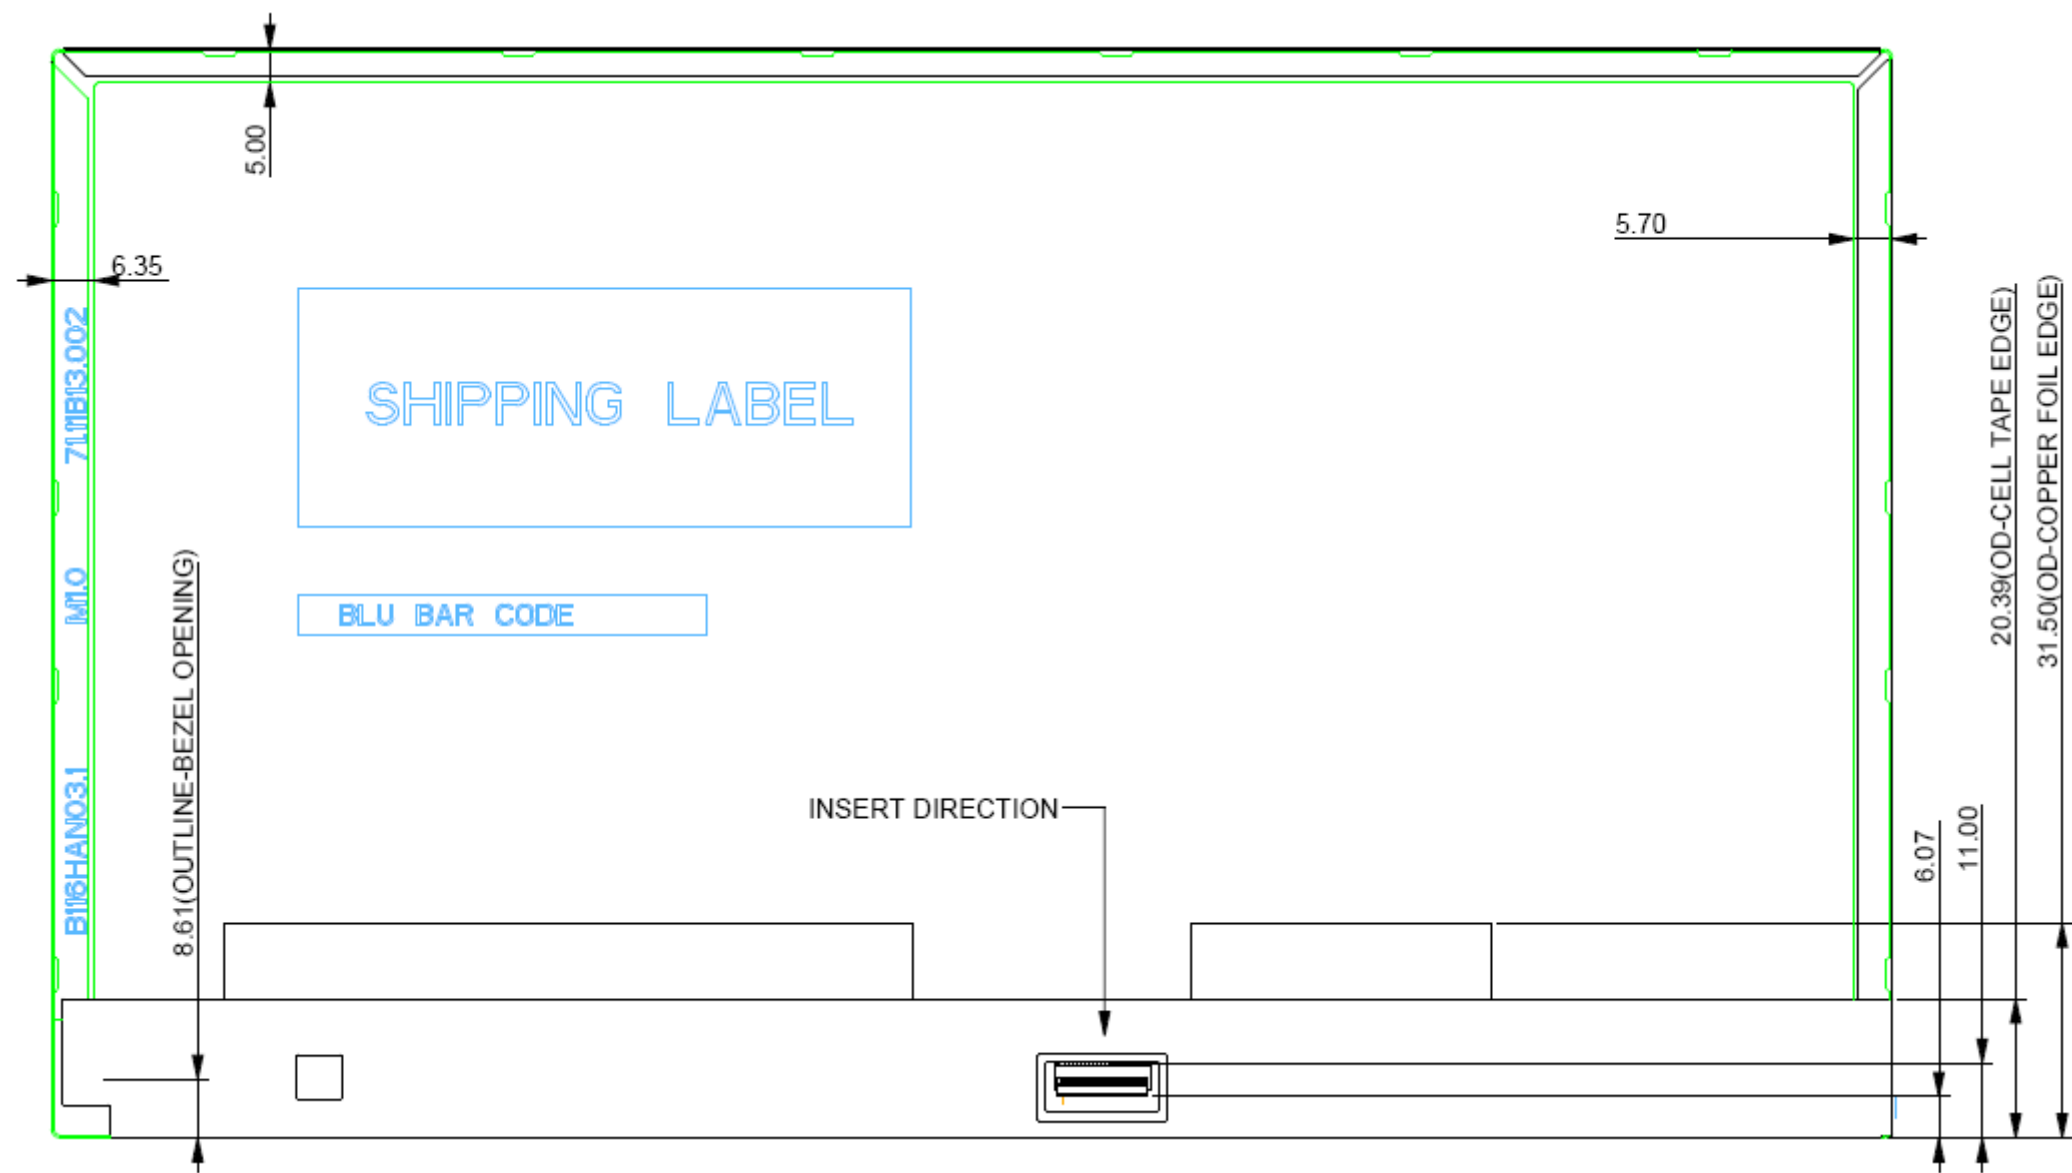 5.00
5.70
6.35
20.39(OD-CELL TAPE EDGE)
31.50(OD-COPPER FOIL EDGE)
71.11B13.002
SHIPPING LABEL
M1.0
BLU BAR CODE
8.61(OUTLINE-BEZEL OPENING)
B116HAN03.1
INSERT DIRECTION
6.07
11.00